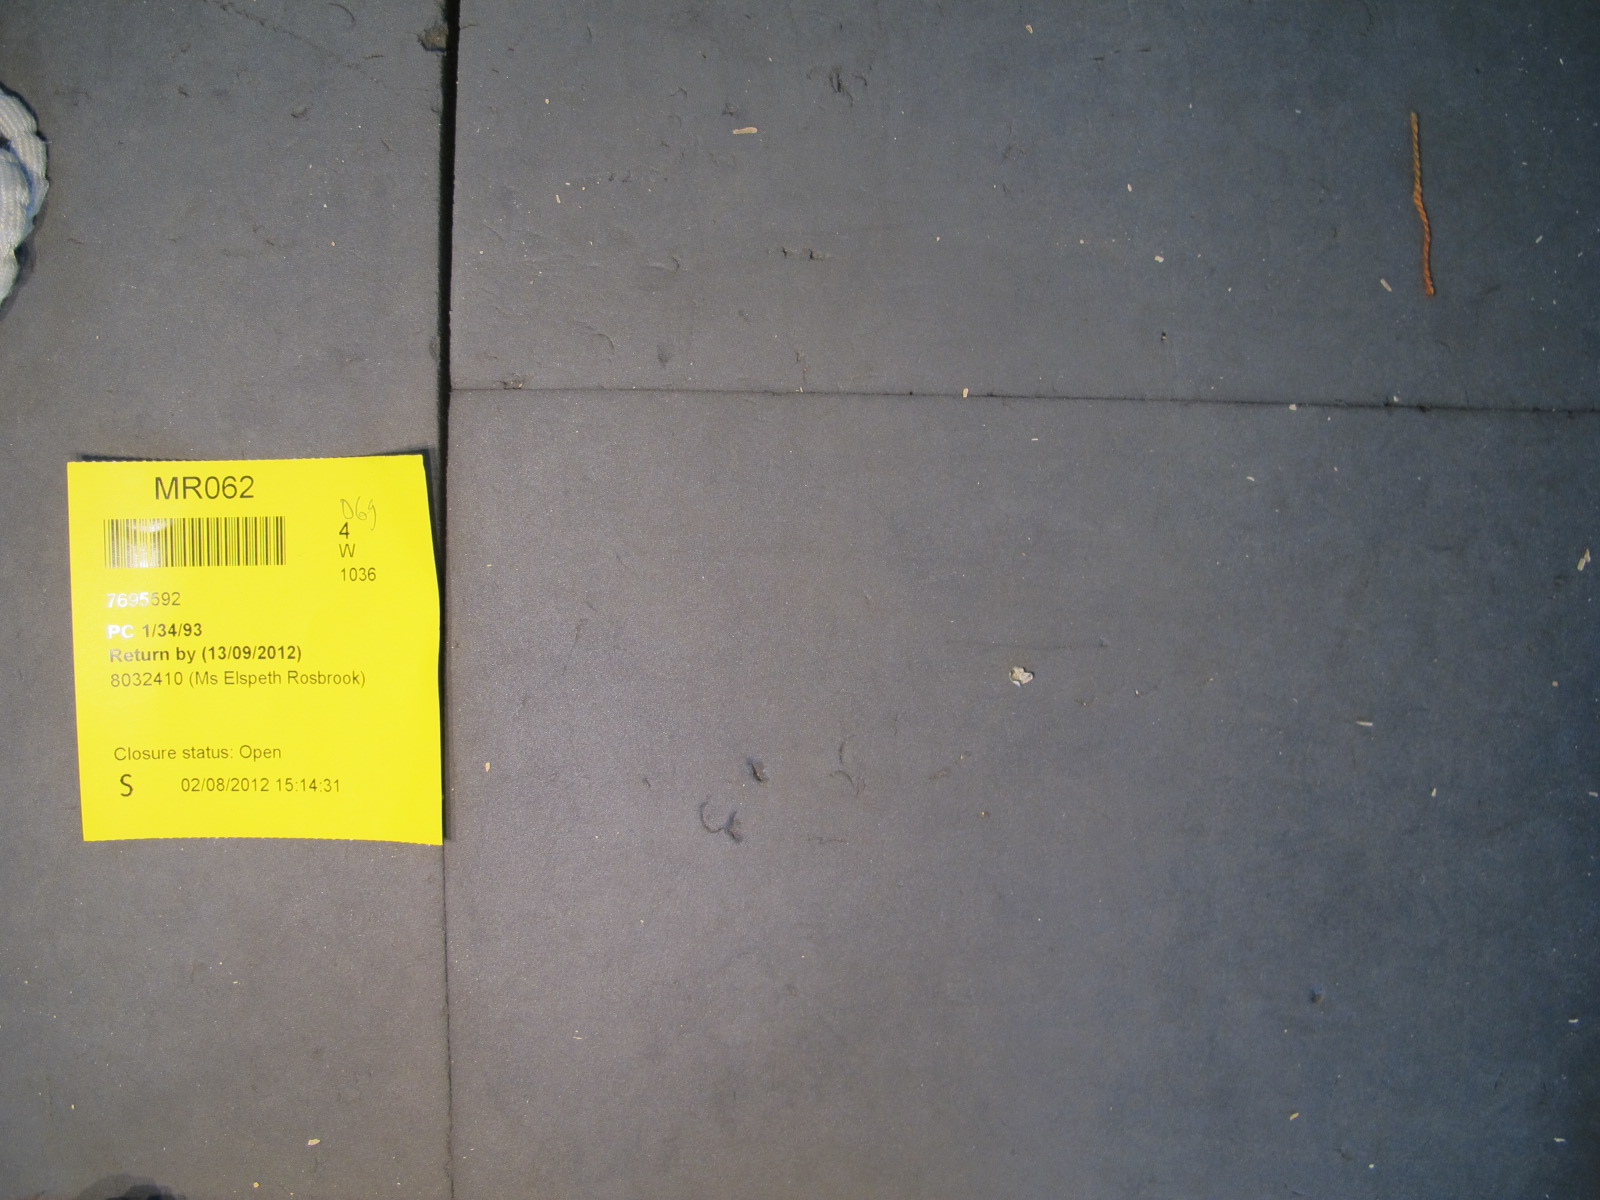 MR062
D69
4
W
1036
7695692
PC 1/34/93
Return by (13/09/2012)
8032410 (Ms Elspeth Rosbrook)
Closure status: Open
S 02/08/2012 15:14:31